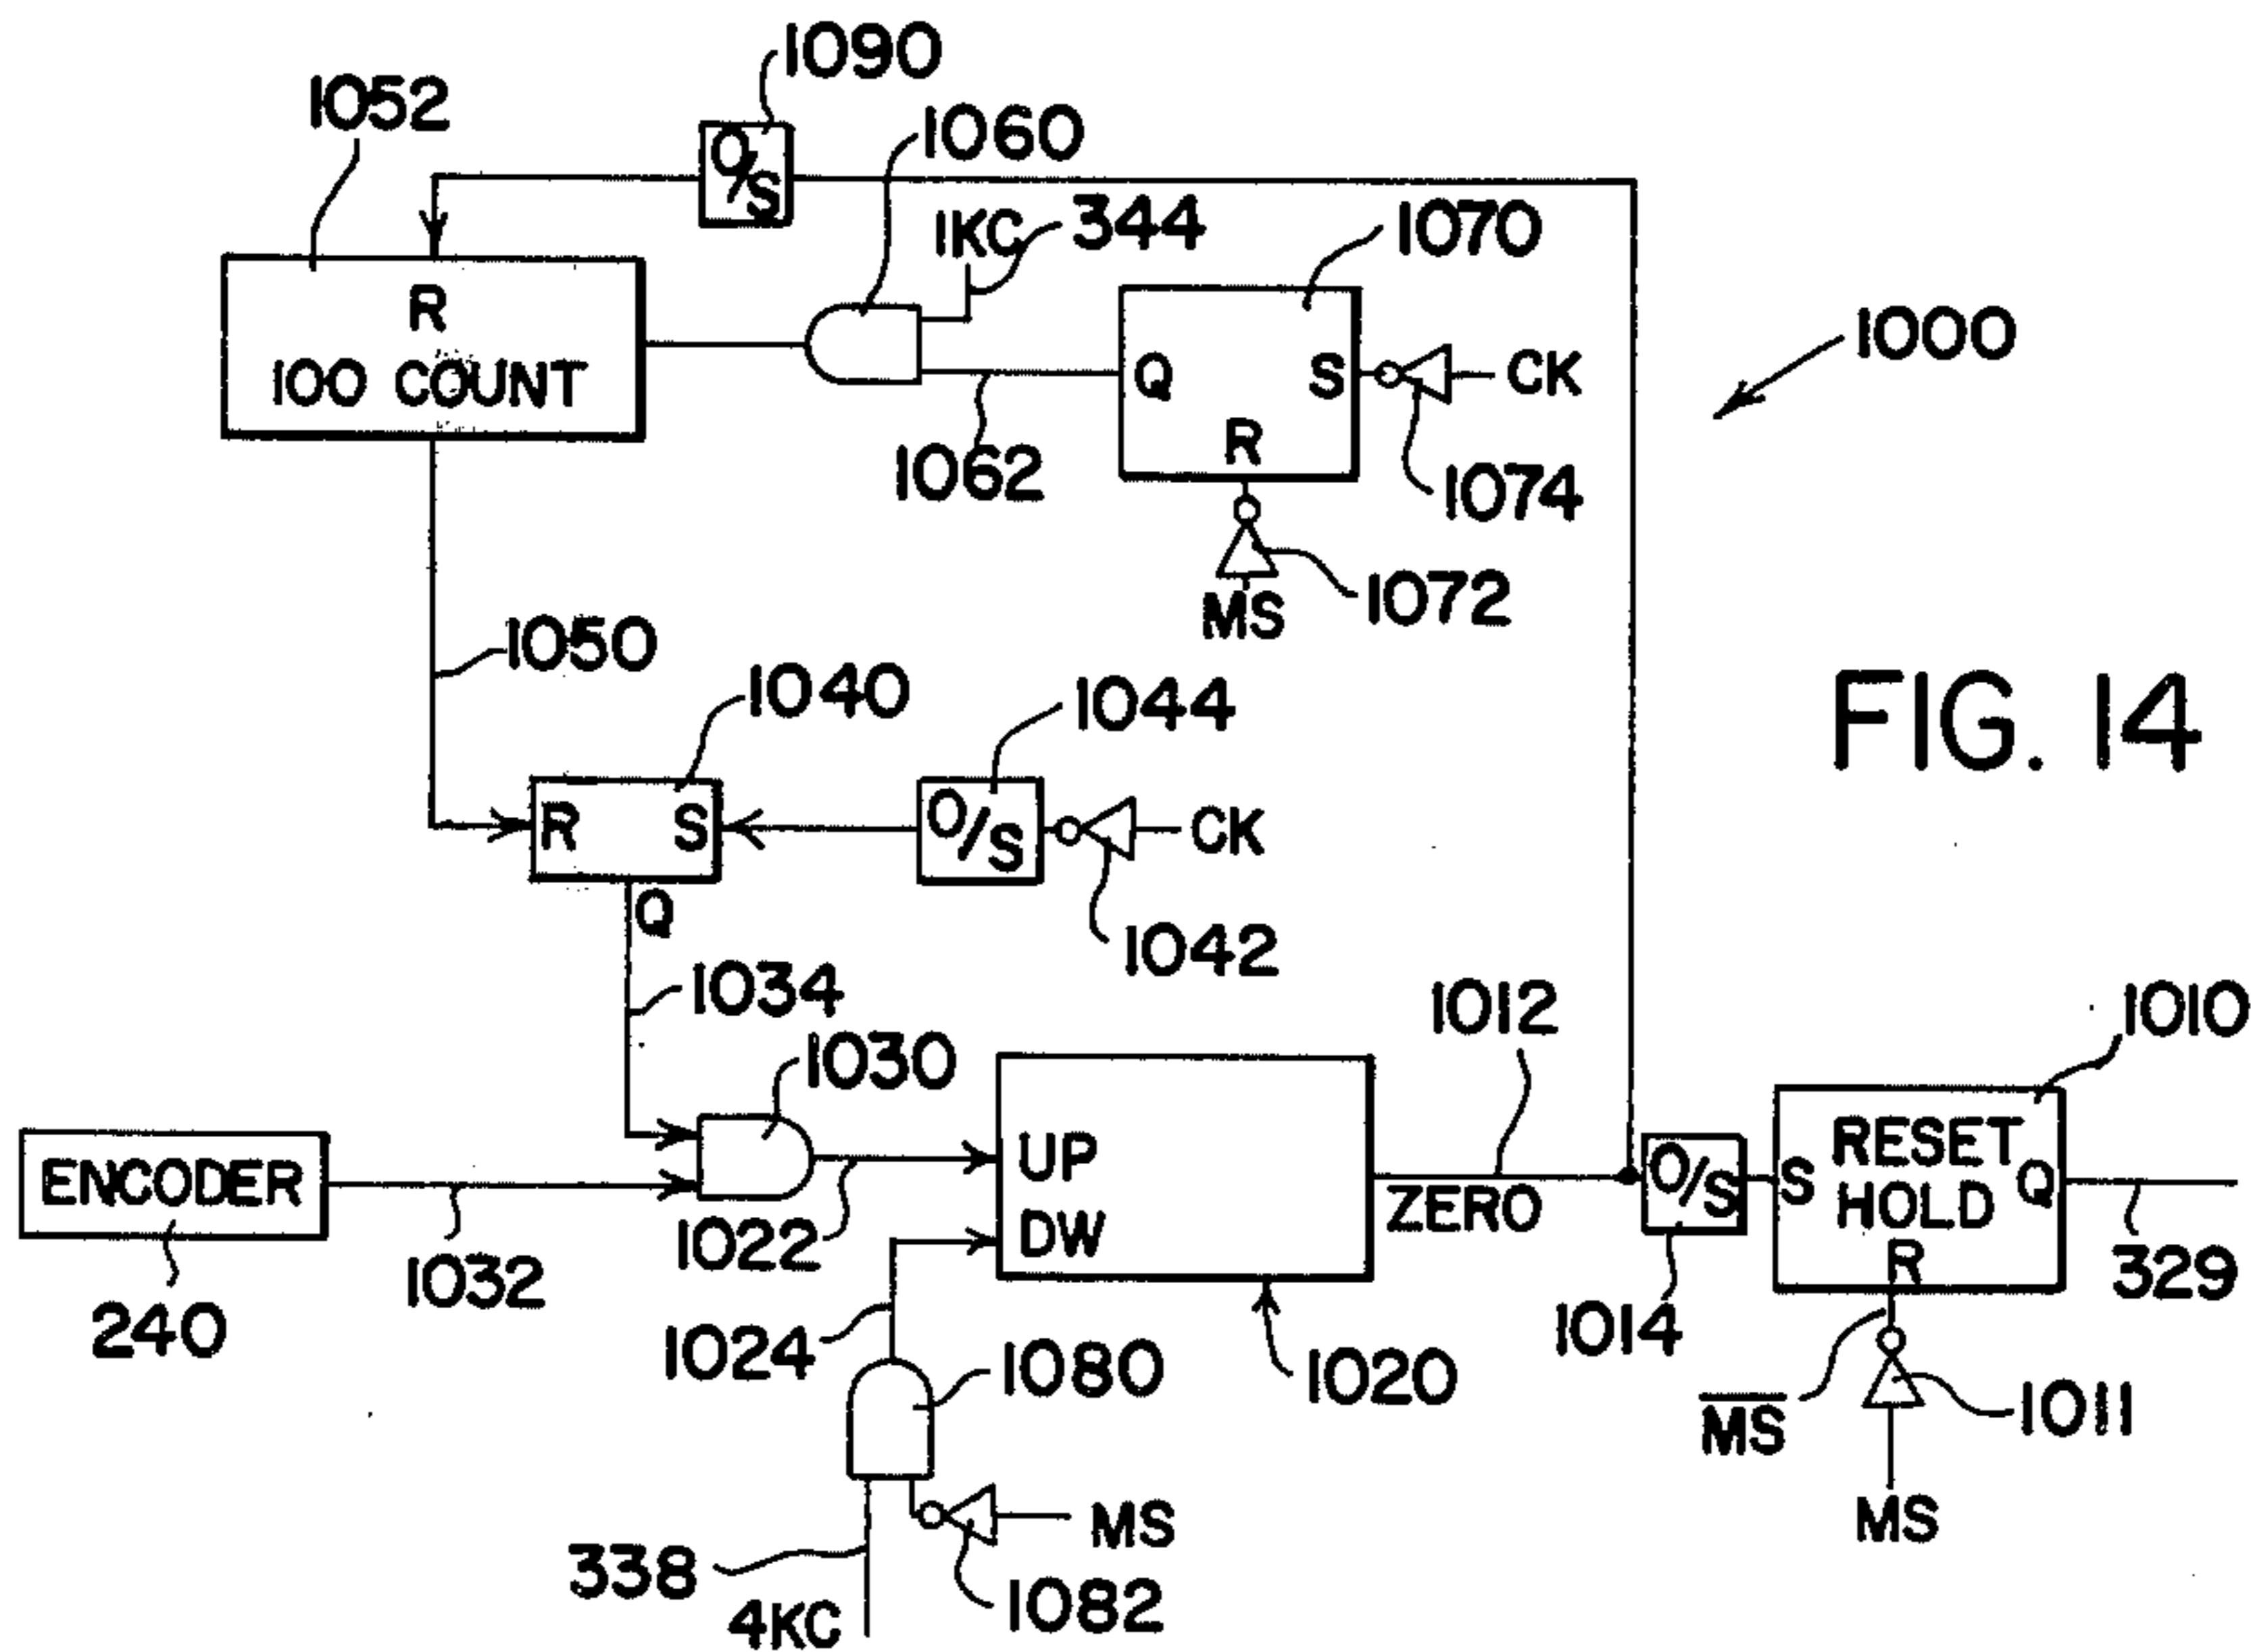 1090
1052
1060
O/S
1KC
344
1070
1000
R
100 COUNT
Q
S
CK
R
1062
1074
1072
MS
1050
1040
1044
FIG. 14
R
S
O/S
CK
Q
1042
1034
1012
1010
1030
ENCODER
UP
DW
ZERO
O/S
S
RESET
HOLD
Q
R
1022
1032
329
240
1024
1080
1020
1014
MS
1011
338
4KC
MS
1082
MS